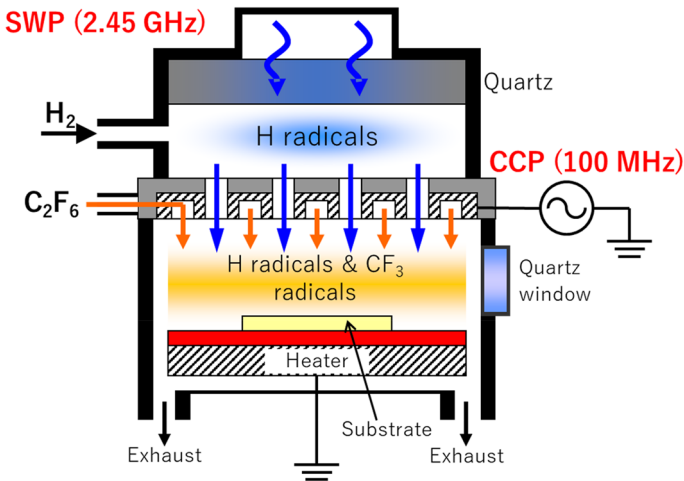 SWP (2.45 GHz)
Quartz
H₂
H radicals
CCP (100 MHz)
C₂F₆
H radicals & CF₃
radicals
Quartz
window
Heater
Substrate
Exhaust
Exhaust